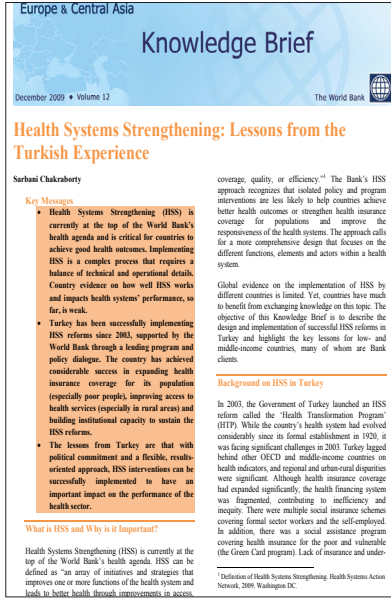 Europe & Central Asia
Knowledge Brief
December 2009 ♦ Volume 12
The World Bank
Health Systems Strengthening: Lessons from the
Turkish Experience
Sarbani Chakraborty
Key Messages
• Health Systems Strengthening (HSS) is
currently at the top of the World Bank's
health agenda and is critical for countries to
achieve good health outcomes. Implementing
HSS is a complex process that requires a
balance of technical and operational details.
Country evidence on how well HSS works
and impacts health systems' performance, so
far, is weak.
• Turkey has been successfully implementing
HSS reforms since 2003, supported by the
World Bank through a lending program and
policy dialogue. The country has achieved
considerable success in expanding health
insurance coverage for its population
(especially poor people), improving access to
health services (especially in rural areas) and
building institutional capacity to sustain the
HSS reforms.
• The lessons from Turkey are that with
political commitment and a flexible, results-
oriented approach, HSS interventions can be
successfully implemented to have an
important impact on the performance of the
health sector.
What is HSS and Why is it Important?
Health Systems Strengthening (HSS) is currently at the
top of the World Bank's health agenda. HSS can be
defined as "an array of initiatives and strategies that
improves one or more functions of the health system and
leads to better health through improvements in access,
coverage, quality, or efficiency."1 The Bank's HSS
approach recognizes that isolated policy and program
interventions are less likely to help countries achieve
better health outcomes or strengthen health insurance
coverage for populations and improve the
responsiveness of the health systems. The approach calls
for a more comprehensive design that focuses on the
different functions, elements and actors within a health
system.
Global evidence on the implementation of HSS by
different countries is limited. Yet, countries have much
to benefit from exchanging knowledge on this topic. The
objective of this Knowledge Brief is to describe the
design and implementation of successful HSS reforms in
Turkey and highlight the key lessons for low- and
middle-income countries, many of whom are Bank
clients.
Background on HSS in Turkey
In 2003, the Government of Turkey launched an HSS
reform called the 'Health Transformation Program'
(HTP). While the country's health system had evolved
considerably since its formal establishment in 1920, it
was facing significant challenges in 2003. Turkey lagged
behind other OECD and middle-income countries on
health indicators, and regional and urban-rural disparities
were significant. Although health insurance coverage
had expanded significantly, the health financing system
was fragmented, contributing to inefficiency and
inequity. There were multiple social insurance schemes
covering formal sector workers and the self-employed.
In addition, there was a social assistance program
covering health insurance for the poor and vulnerable
(the Green Card program). Lack of insurance and under-
1 Definition of Health Systems Strengthening. Health Systems Action
Network, 2009, Washington DC.